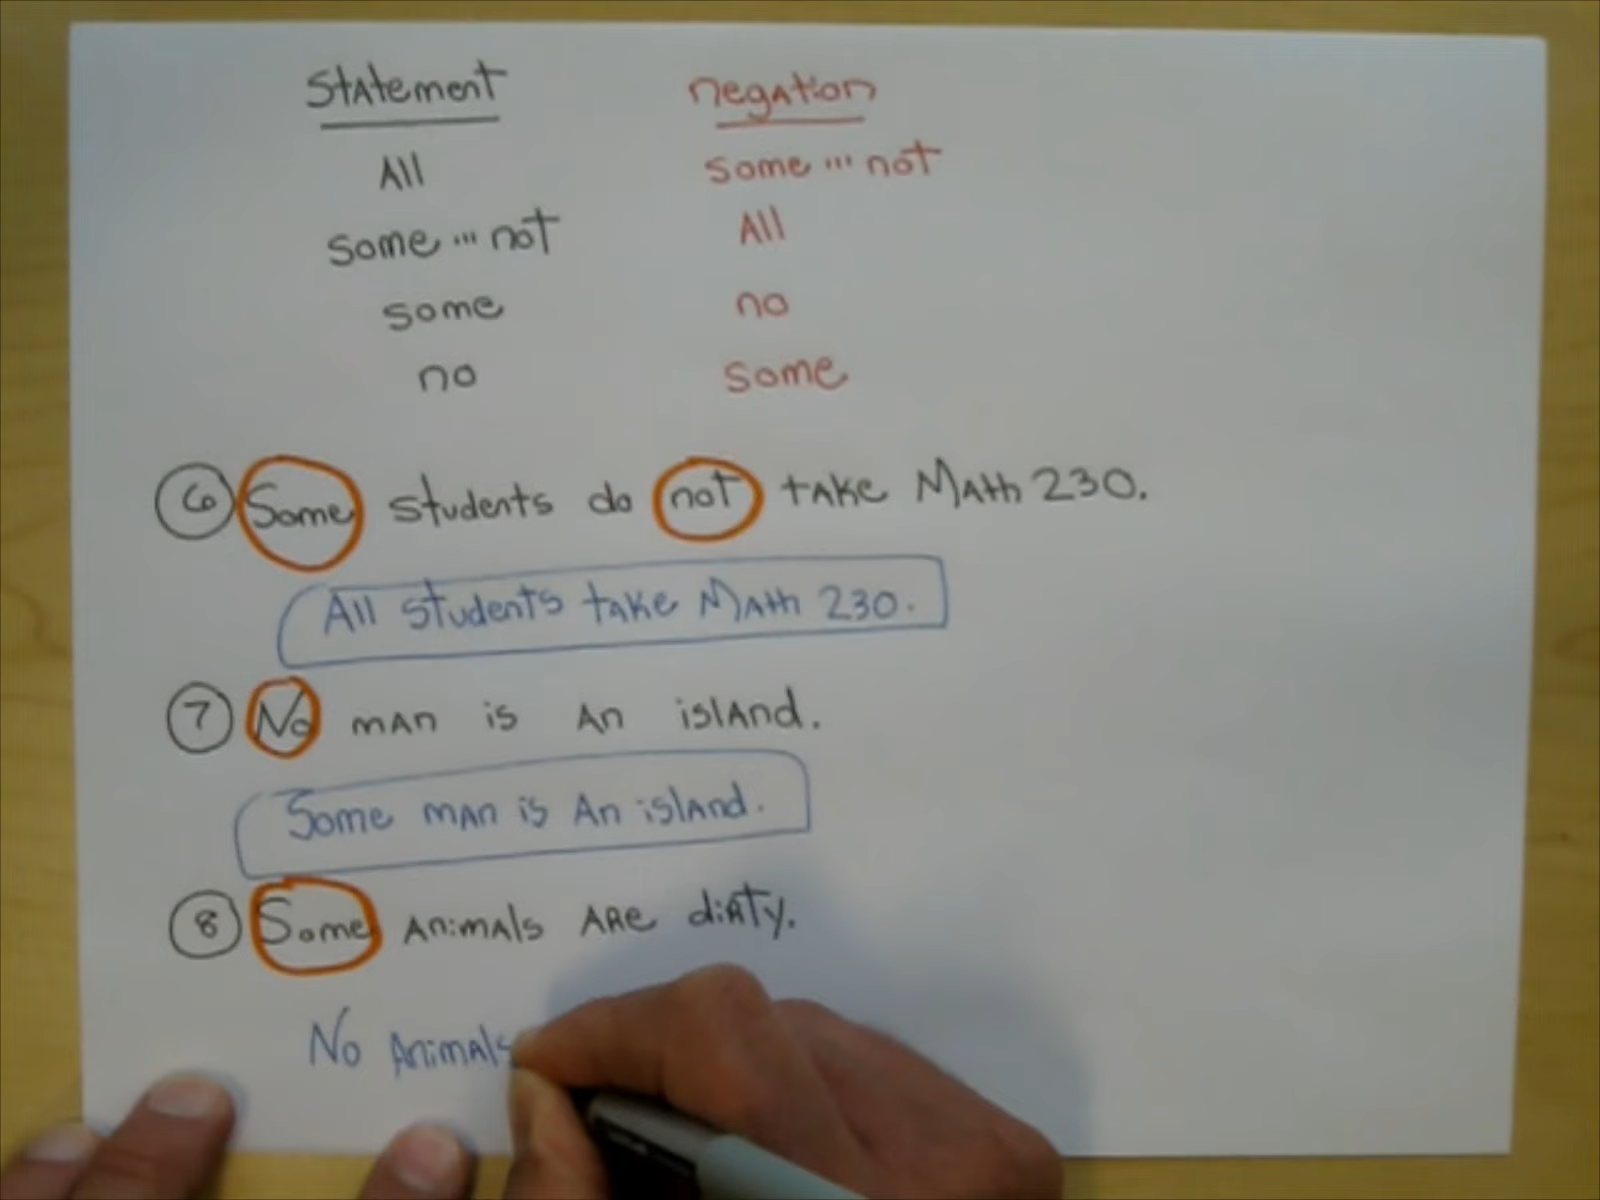 Statement negation
All some ... not
some ... not All
some no
no some
6 Some students do not take Math 230.
All students take Math 230.
7 No man is an island.
Some man is an island.
8 Some animals are dirty.
No animals